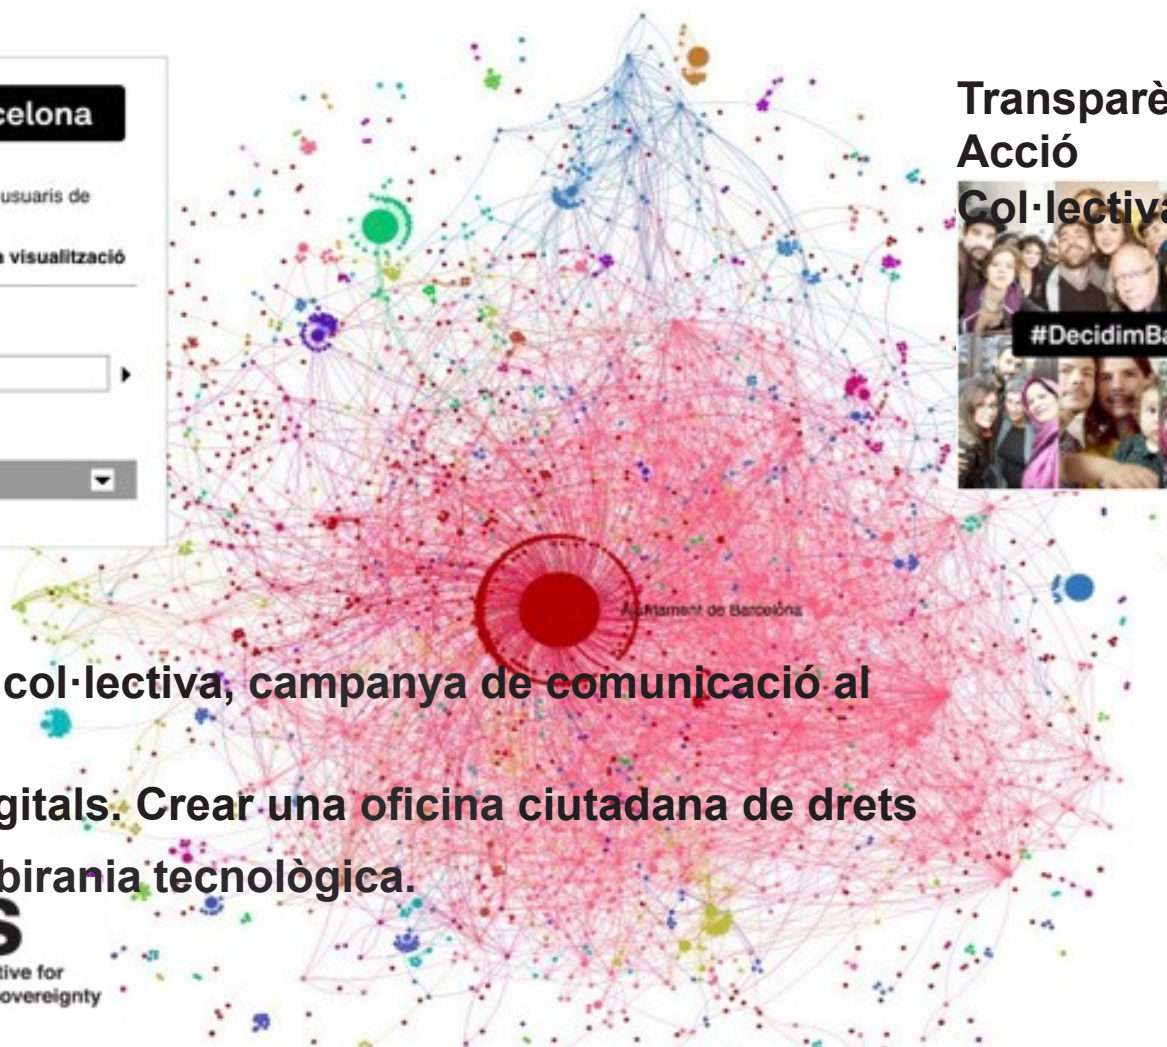 celona
usuaris de
a visualització
Transparè
Acció
Col·lectiva
#DecidimBa
Ajuntament de Barcelona
col·lectiva, campanya de comunicació al
gitals. Crear una oficina ciutadana de drets
birania tecnològica.
s
tive for
overeignty